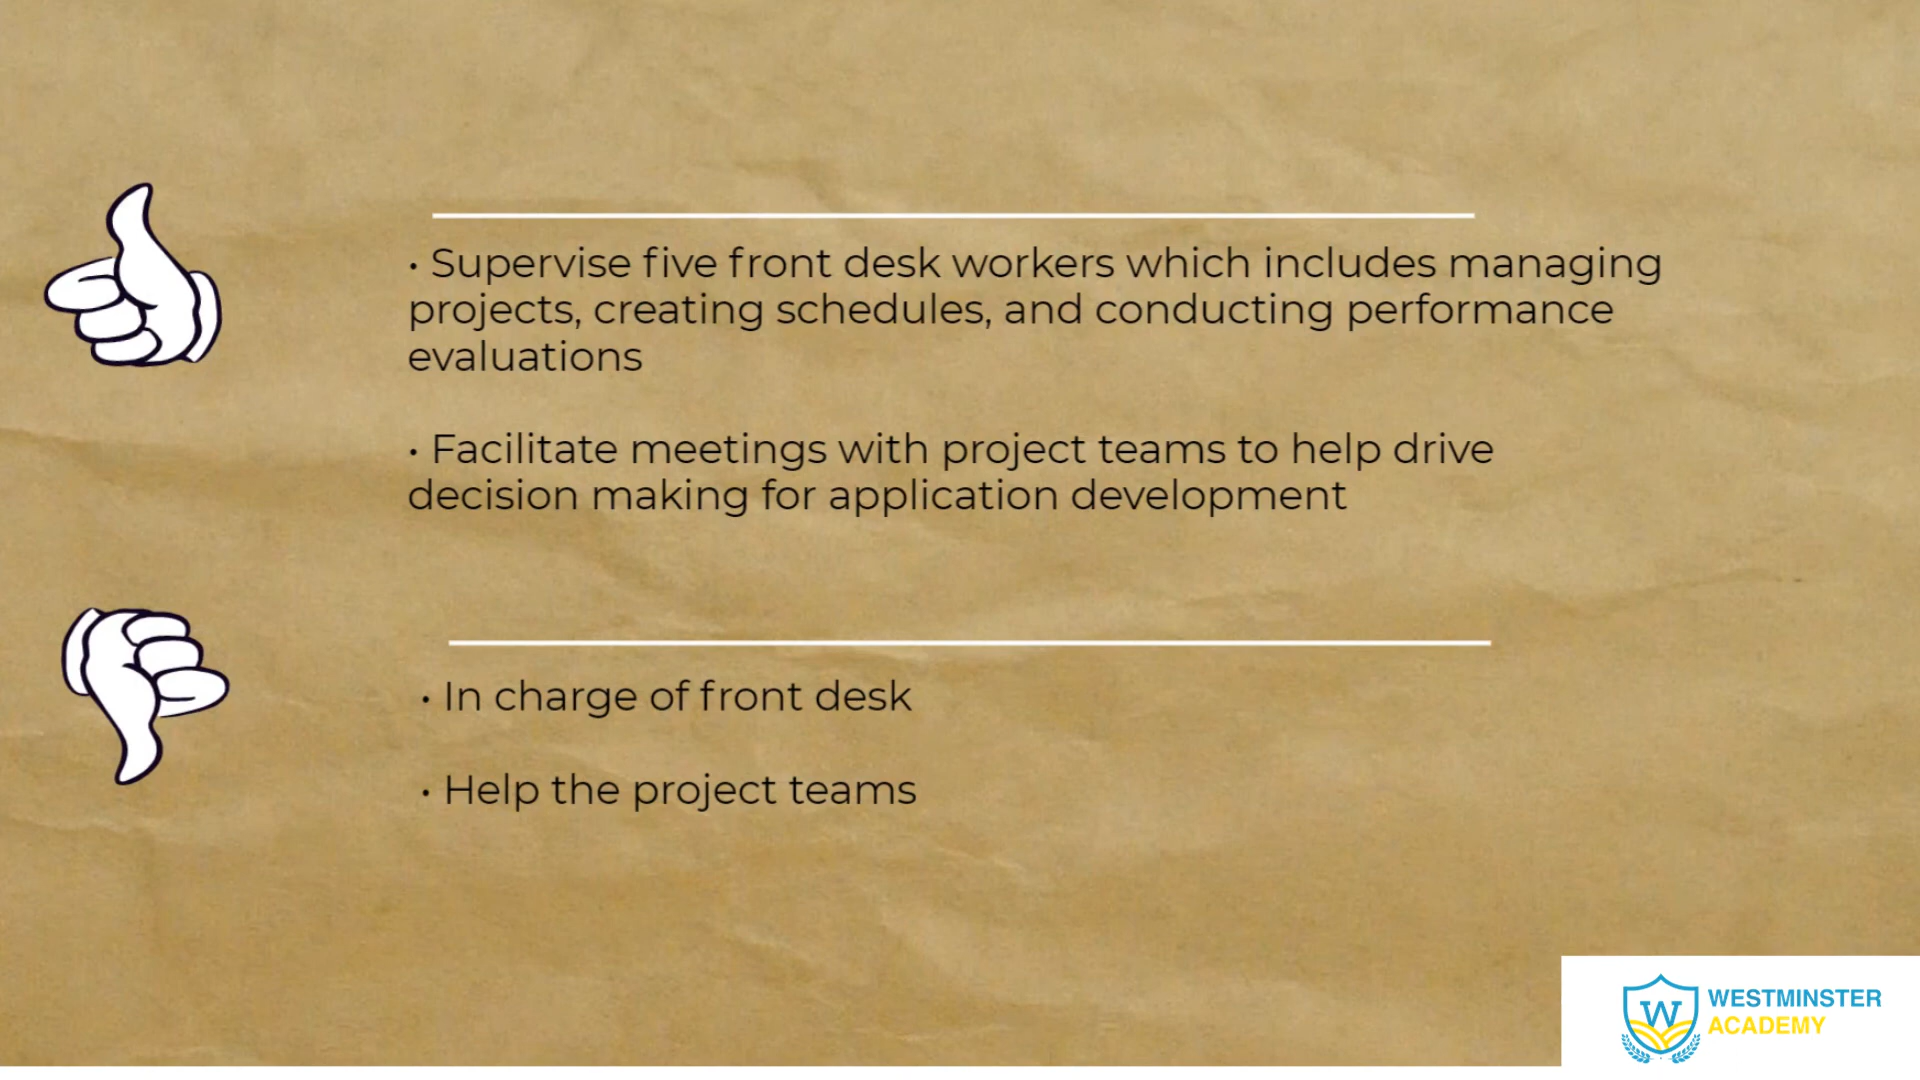 • Supervise five front desk workers which includes managing
projects, creating schedules, and conducting performance
evaluations
• Facilitate meetings with project teams to help drive
decision making for application development
• In charge of front desk
• Help the project teams
W
WESTMINSTER
ACADEMY